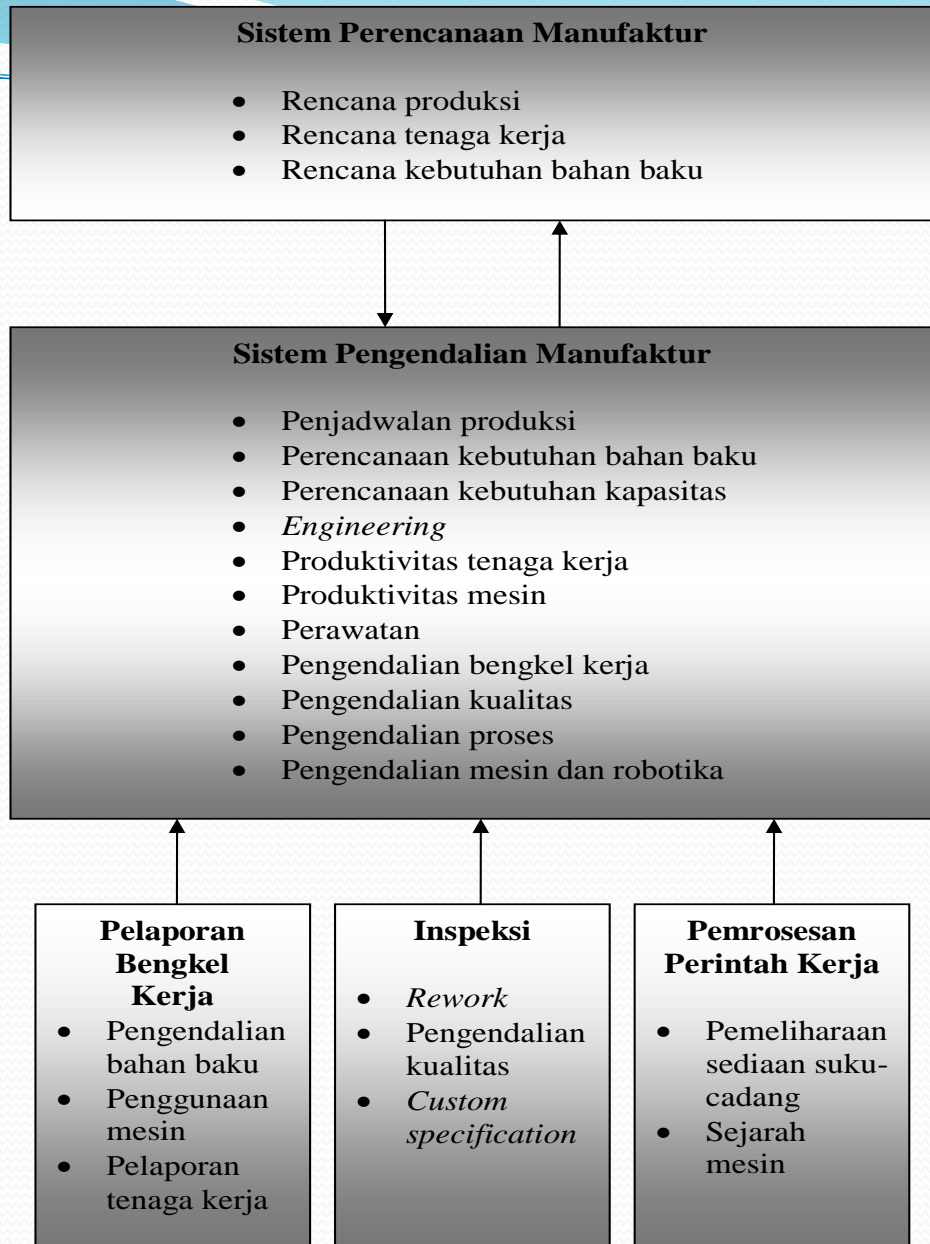 Sistem Perencanaan Manufaktur
• Rencana produksi
• Rencana tenaga kerja
• Rencana kebutuhan bahan baku
Sistem Pengendalian Manufaktur
• Penjadwalan produksi
• Perencanaan kebutuhan bahan baku
• Perencanaan kebutuhan kapasitas
• Engineering
• Produktivitas tenaga kerja
• Produktivitas mesin
• Perawatan
• Pengendalian bengkel kerja
• Pengendalian kualitas
• Pengendalian proses
• Pengendalian mesin dan robotika
Pelaporan
Bengkel
Kerja
• Pengendalian
bahan baku
• Penggunaan
mesin
• Pelaporan
tenaga kerja
Inspeksi
• Rework
• Pengendalian
kualitas
• Custom
specification
Pemrosesan
Perintah Kerja
• Pemeliharaan
sediaan suku-
cadang
• Sejarah
mesin